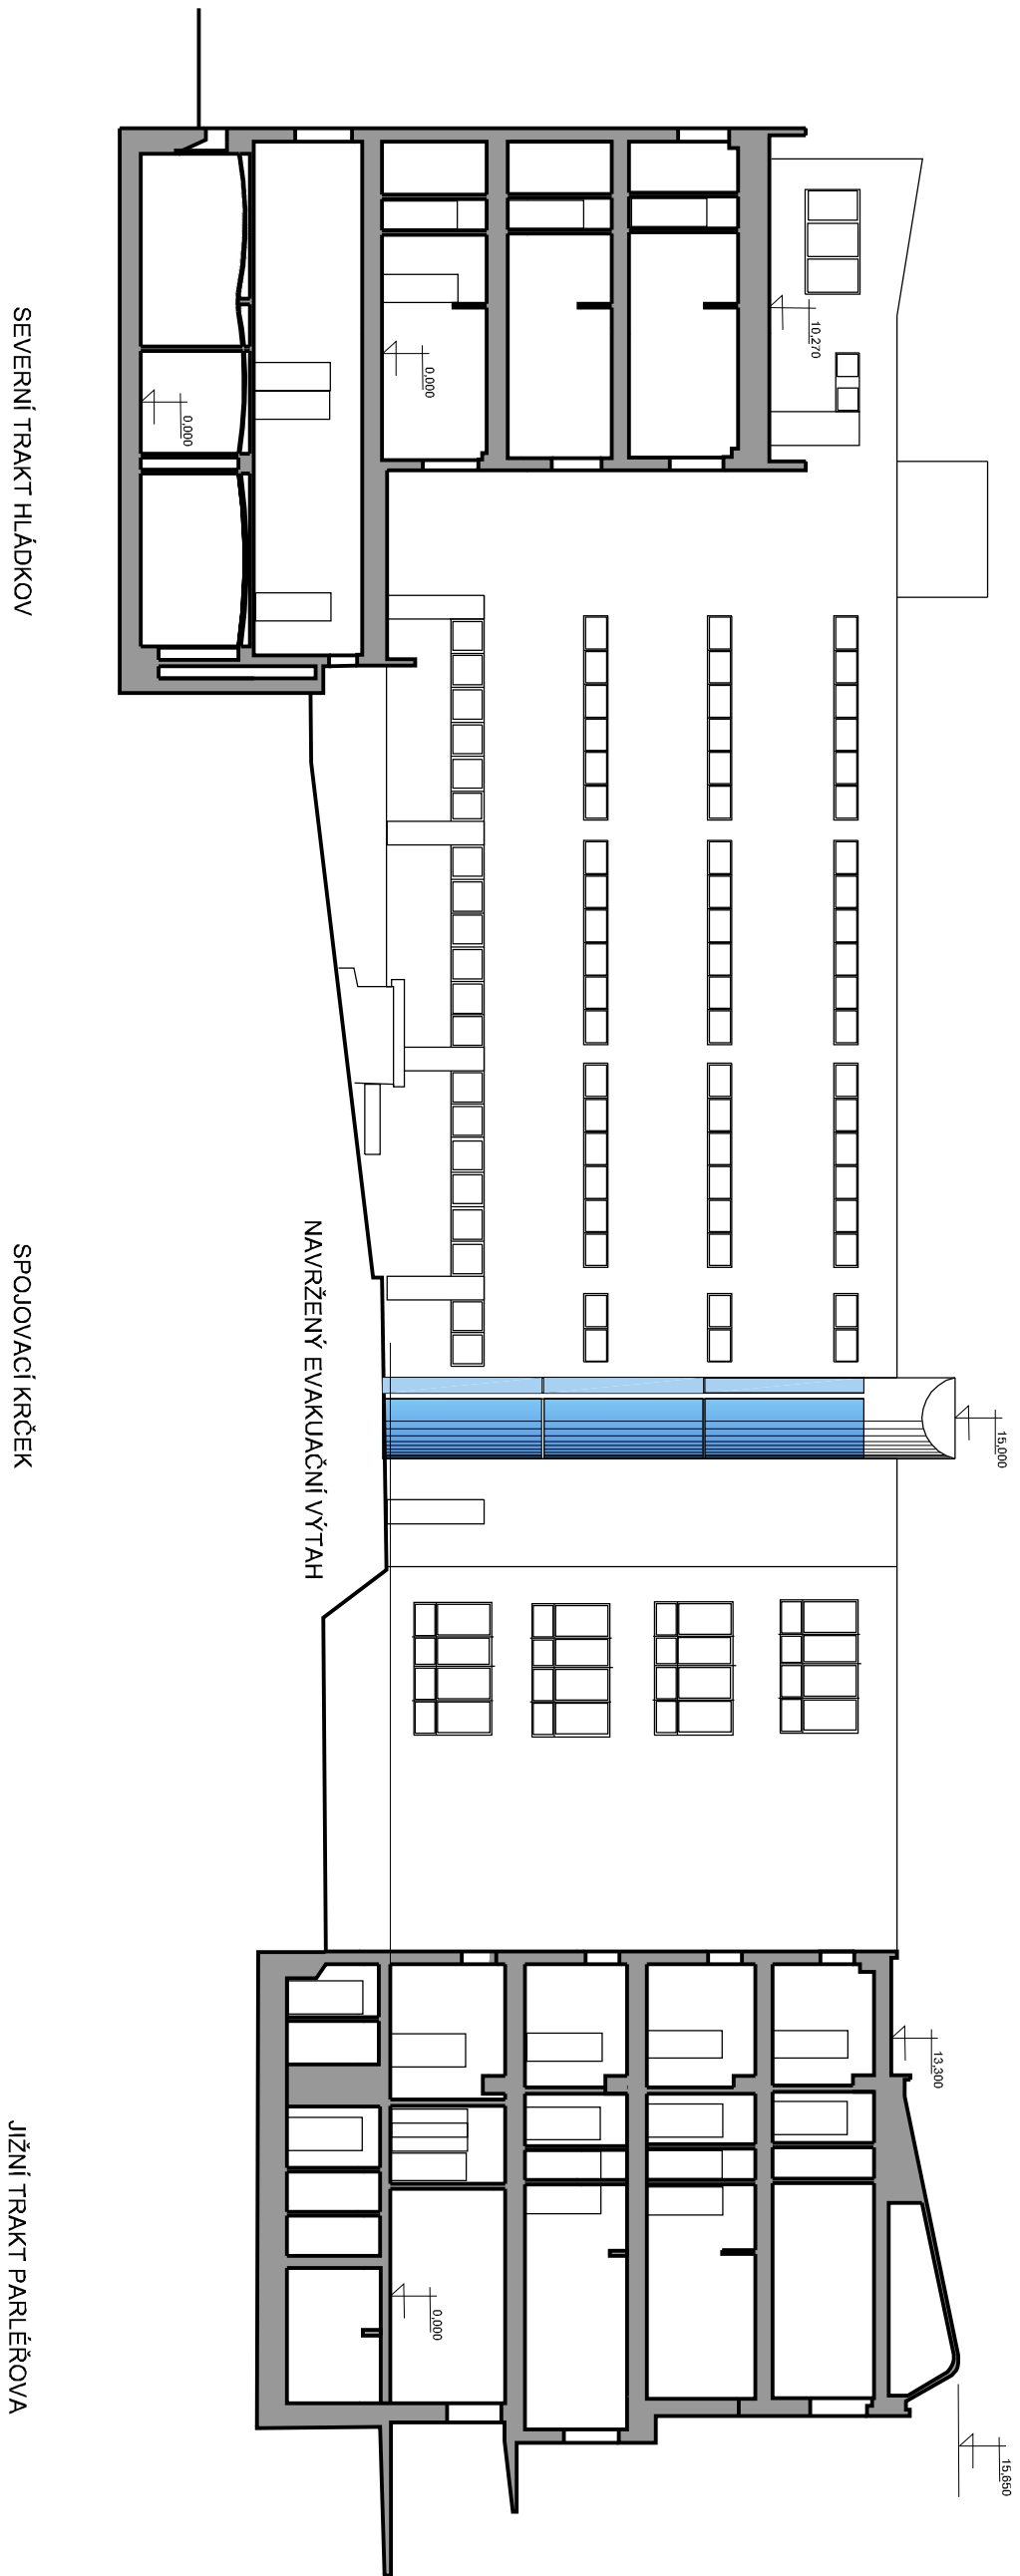 SEVERNÍ TRAKT HLÁDKOV
SPOJOVACÍ KRČEK
JIŽNÍ TRAKT PARLÉŘOVA
NAVRŽENÝ EVAKUAČNÍ VÝTAH
0,000
0,000
10,270
15,000
13,300
0,000
15,650